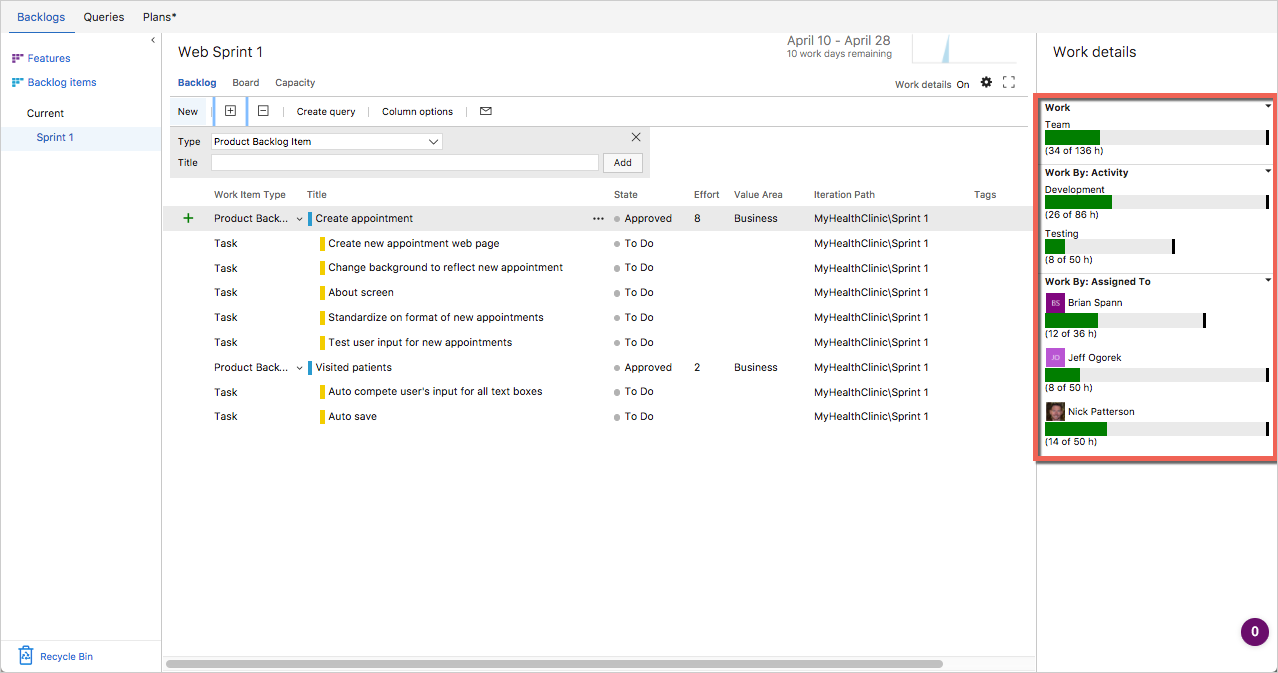 Backlogs Queries Plans*
Features
Backlog items
Current
Sprint 1
Recycle Bin
Web Sprint 1
April 10 - April 28
10 work days remaining
Backlog Board Capacity
Work details On
New Create query Column options
Type Product Backlog Item
Title Add
Work Item Type Title State Effort Value Area Iteration Path Tags
Product Back... Create appointment ... Approved 8 Business MyHealthClinic\Sprint 1
Task Create new appointment web page To Do MyHealthClinic\Sprint 1
Task Change background to reflect new appointment To Do MyHealthClinic\Sprint 1
Task About screen To Do MyHealthClinic\Sprint 1
Task Standardize on format of new appointments To Do MyHealthClinic\Sprint 1
Task Test user input for new appointments To Do MyHealthClinic\Sprint 1
Product Back... Visited patients Approved 2 Business MyHealthClinic\Sprint 1
Task Auto compete user's input for all text boxes To Do MyHealthClinic\Sprint 1
Task Auto save To Do MyHealthClinic\Sprint 1
Work details
Work
Team
(34 of 136 h)
Work By: Activity
Development
(26 of 86 h)
Testing
(8 of 50 h)
Work By: Assigned To
BS Brian Spann
(12 of 36 h)
JO Jeff Ogorek
(8 of 50 h)
Nick Patterson
(14 of 50 h)
0